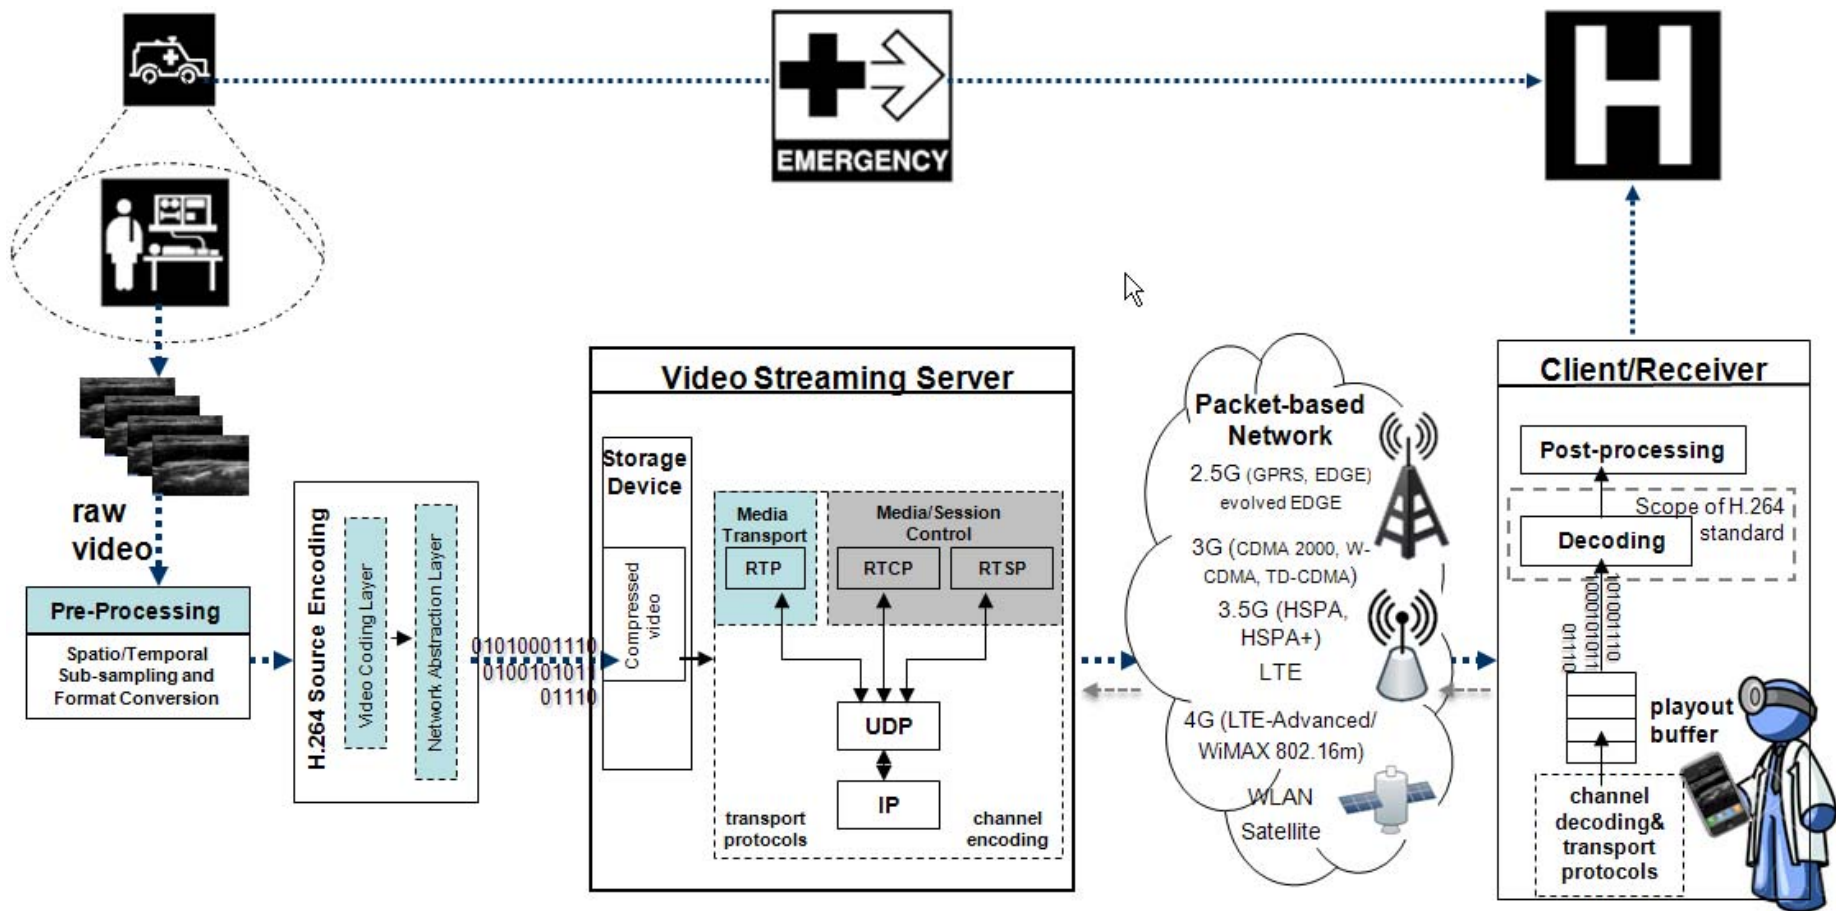 EMERGENCY
H
raw
video
Pre-Processing
Spatio/Temporal
Sub-sampling and
Format Conversion
H.264 Source Encoding
Video Coding Layer
Network Abstraction Layer
01010001110
0100101011
01110
Video Streaming Server
Storage
Device
Compressed
video
Media
Transport
RTP
Media/Session
Control
RTCP
RTSP
UDP
IP
transport
protocols
channel
encoding
Packet-based
Network
2.5G (GPRS, EDGE)
evolved EDGE
3G (CDMA 2000, W-
CDMA, TD-CDMA)
3.5G (HSPA,
HSPA+)
LTE
4G (LTE-Advanced/
WiMAX 802.16m)
WLAN
Satellite
Client/Receiver
Post-processing
Scope of H.264
standard
Decoding
01110
playout
buffer
channel
decoding&
transport
protocols